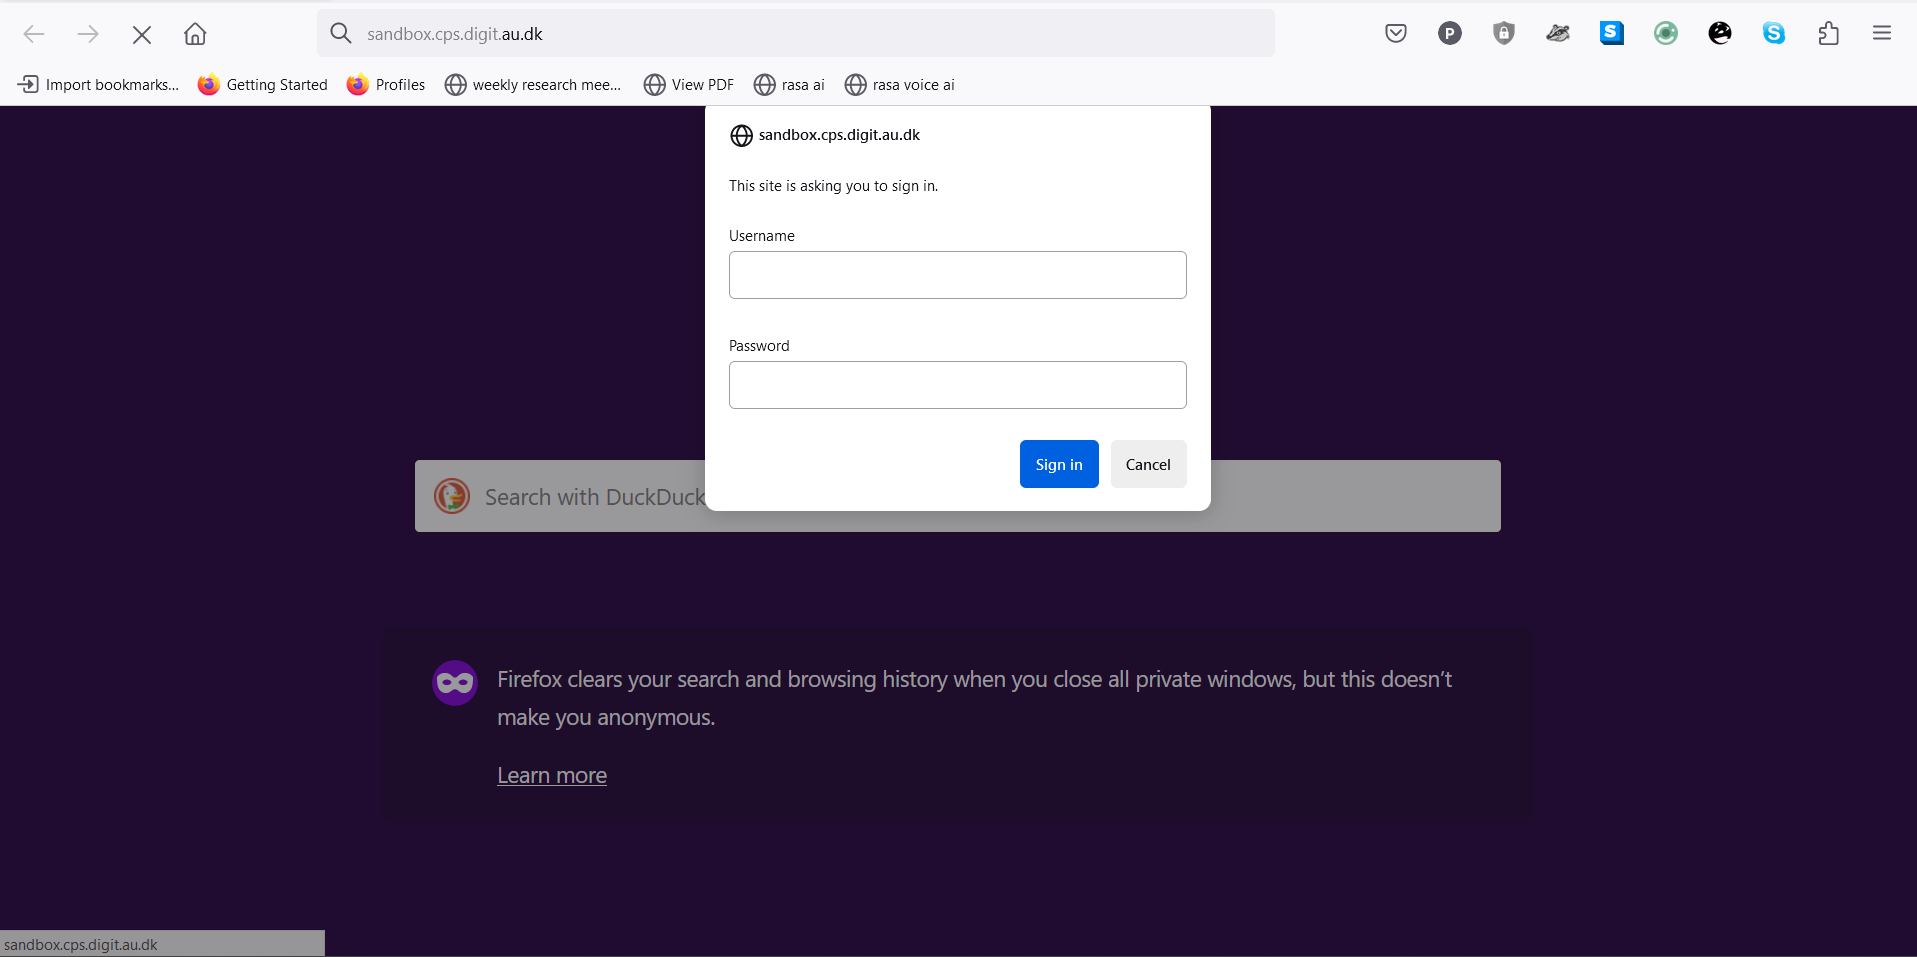 sandbox.cps.digit.au.dk
Import bookmarks... Getting Started Profiles weekly research mee... View PDF rasa ai rasa voice ai
sandbox.cps.digit.au.dk
This site is asking you to sign in.
Username
Password
Sign in Cancel
Search with DuckDuck
Firefox clears your search and browsing history when you close all private windows, but this doesn’t
make you anonymous.
Learn more
sandbox.cps.digit.au.dk